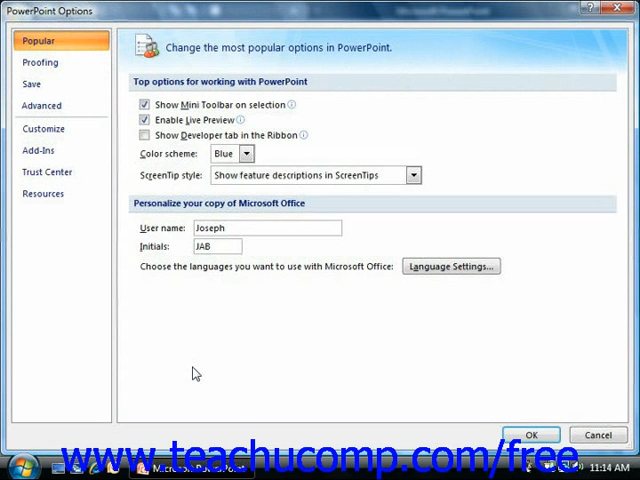 PowerPoint Options
Popular
Proofing
Save
Advanced
Customize
Add-Ins
Trust Center
Resources
Change the most popular options in PowerPoint.
Top options for working with PowerPoint
Show Mini Toolbar on selection
Enable Live Preview
Show Developer tab in the Ribbon
Color scheme: Blue
ScreenTip style: Show feature descriptions in ScreenTips
Personalize your copy of Microsoft Office
User name: Joseph
Initials: JAB
Choose the languages you want to use with Microsoft Office: Language Settings...
OK Cancel
www.teachucomp.com/free
11:14 AM